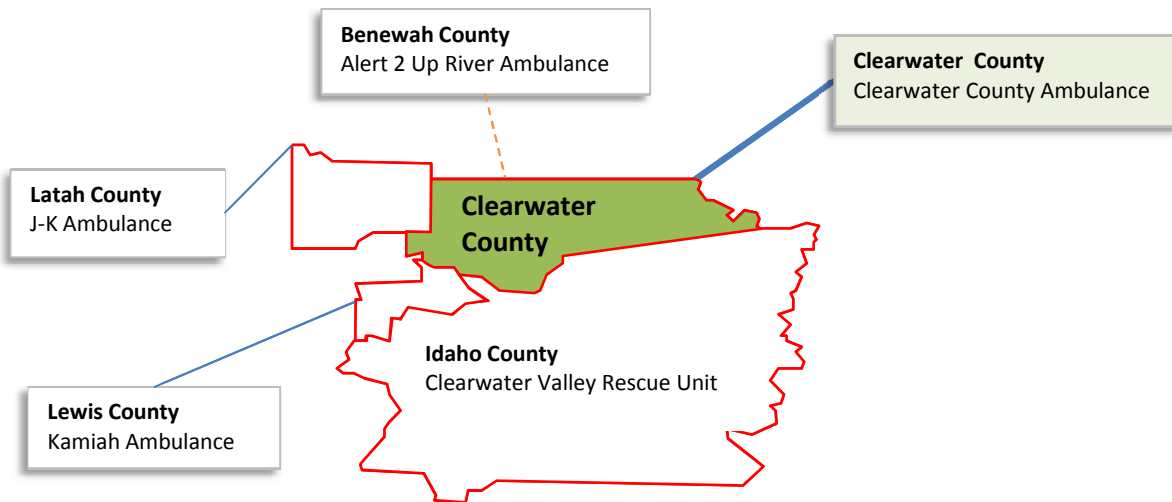 Benewah County
Alert 2 Up River Ambulance
Clearwater County
Clearwater County Ambulance
Latah County
J-K Ambulance
Clearwater
County
Idaho County
Clearwater Valley Rescue Unit
Lewis County
Kamiah Ambulance